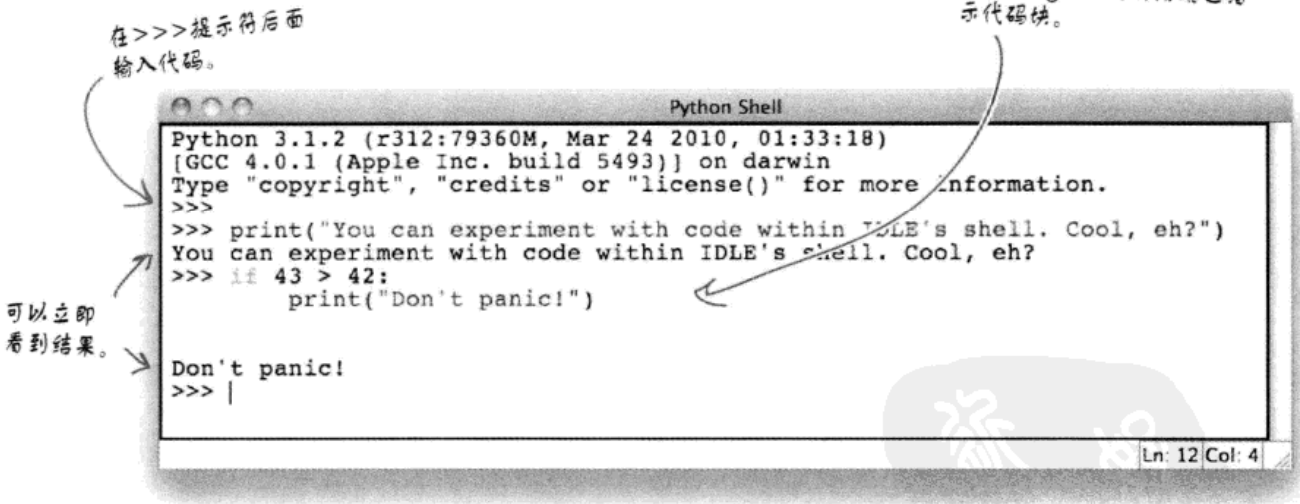 示代码块。
在>>>提示符后面
输入代码。
Python Shell
Python 3.1.2 (r312:79360M, Mar 24 2010, 01:33:18)
[GCC 4.0.1 (Apple Inc. build 5493)] on darwin
Type "copyright", "credits" or "license()" for more information.
>>>
>>> print("You can experiment with code within IDLE's shell. Cool, eh?")
You can experiment with code within IDLE's shell. Cool, eh?
>>> if 43 > 42:
print("Don't panic!")
可以立即
看到结果。
Don't panic!
>>>
Ln: 12 Col: 4